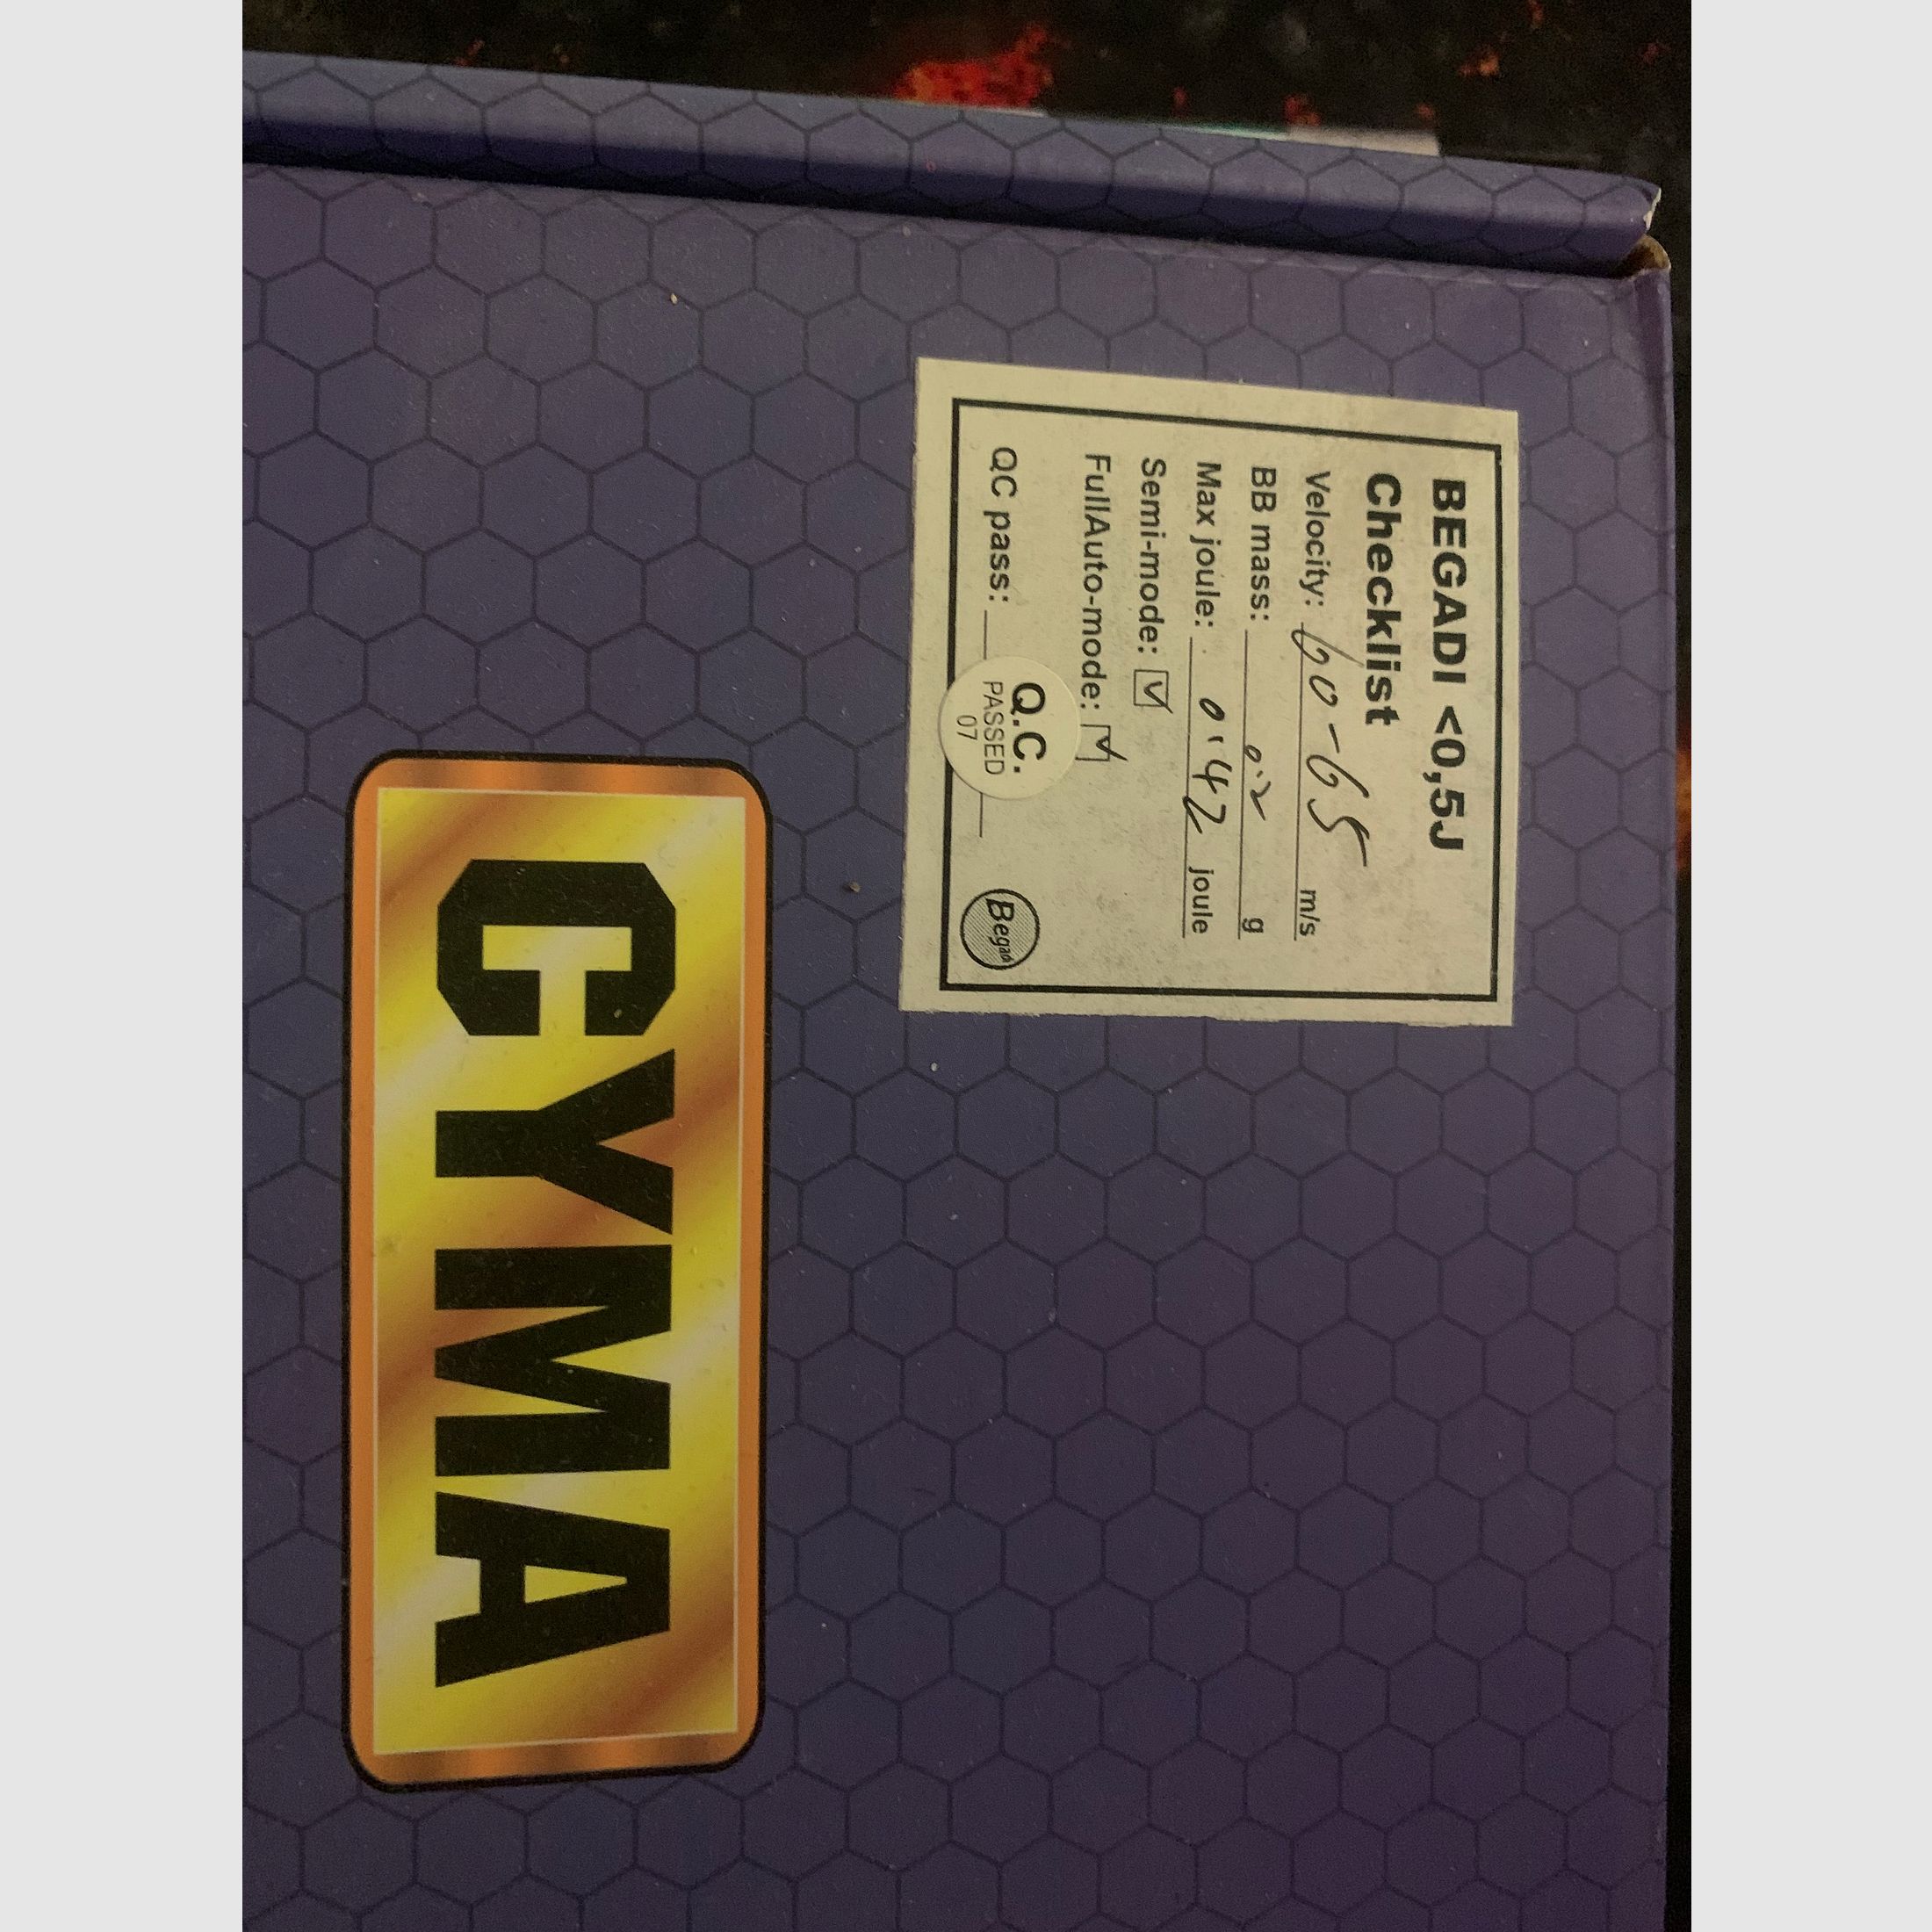 BEGADI <0,5J
Checklist
Velocity: 60-65 m/s
BB mass: 0.2 g
Max joule: 0.42 joule
Semi-mode: ☑
FullAuto-mode: ☑
QC pass:
Q.C.
PASSED
07
Begadi
CYMA